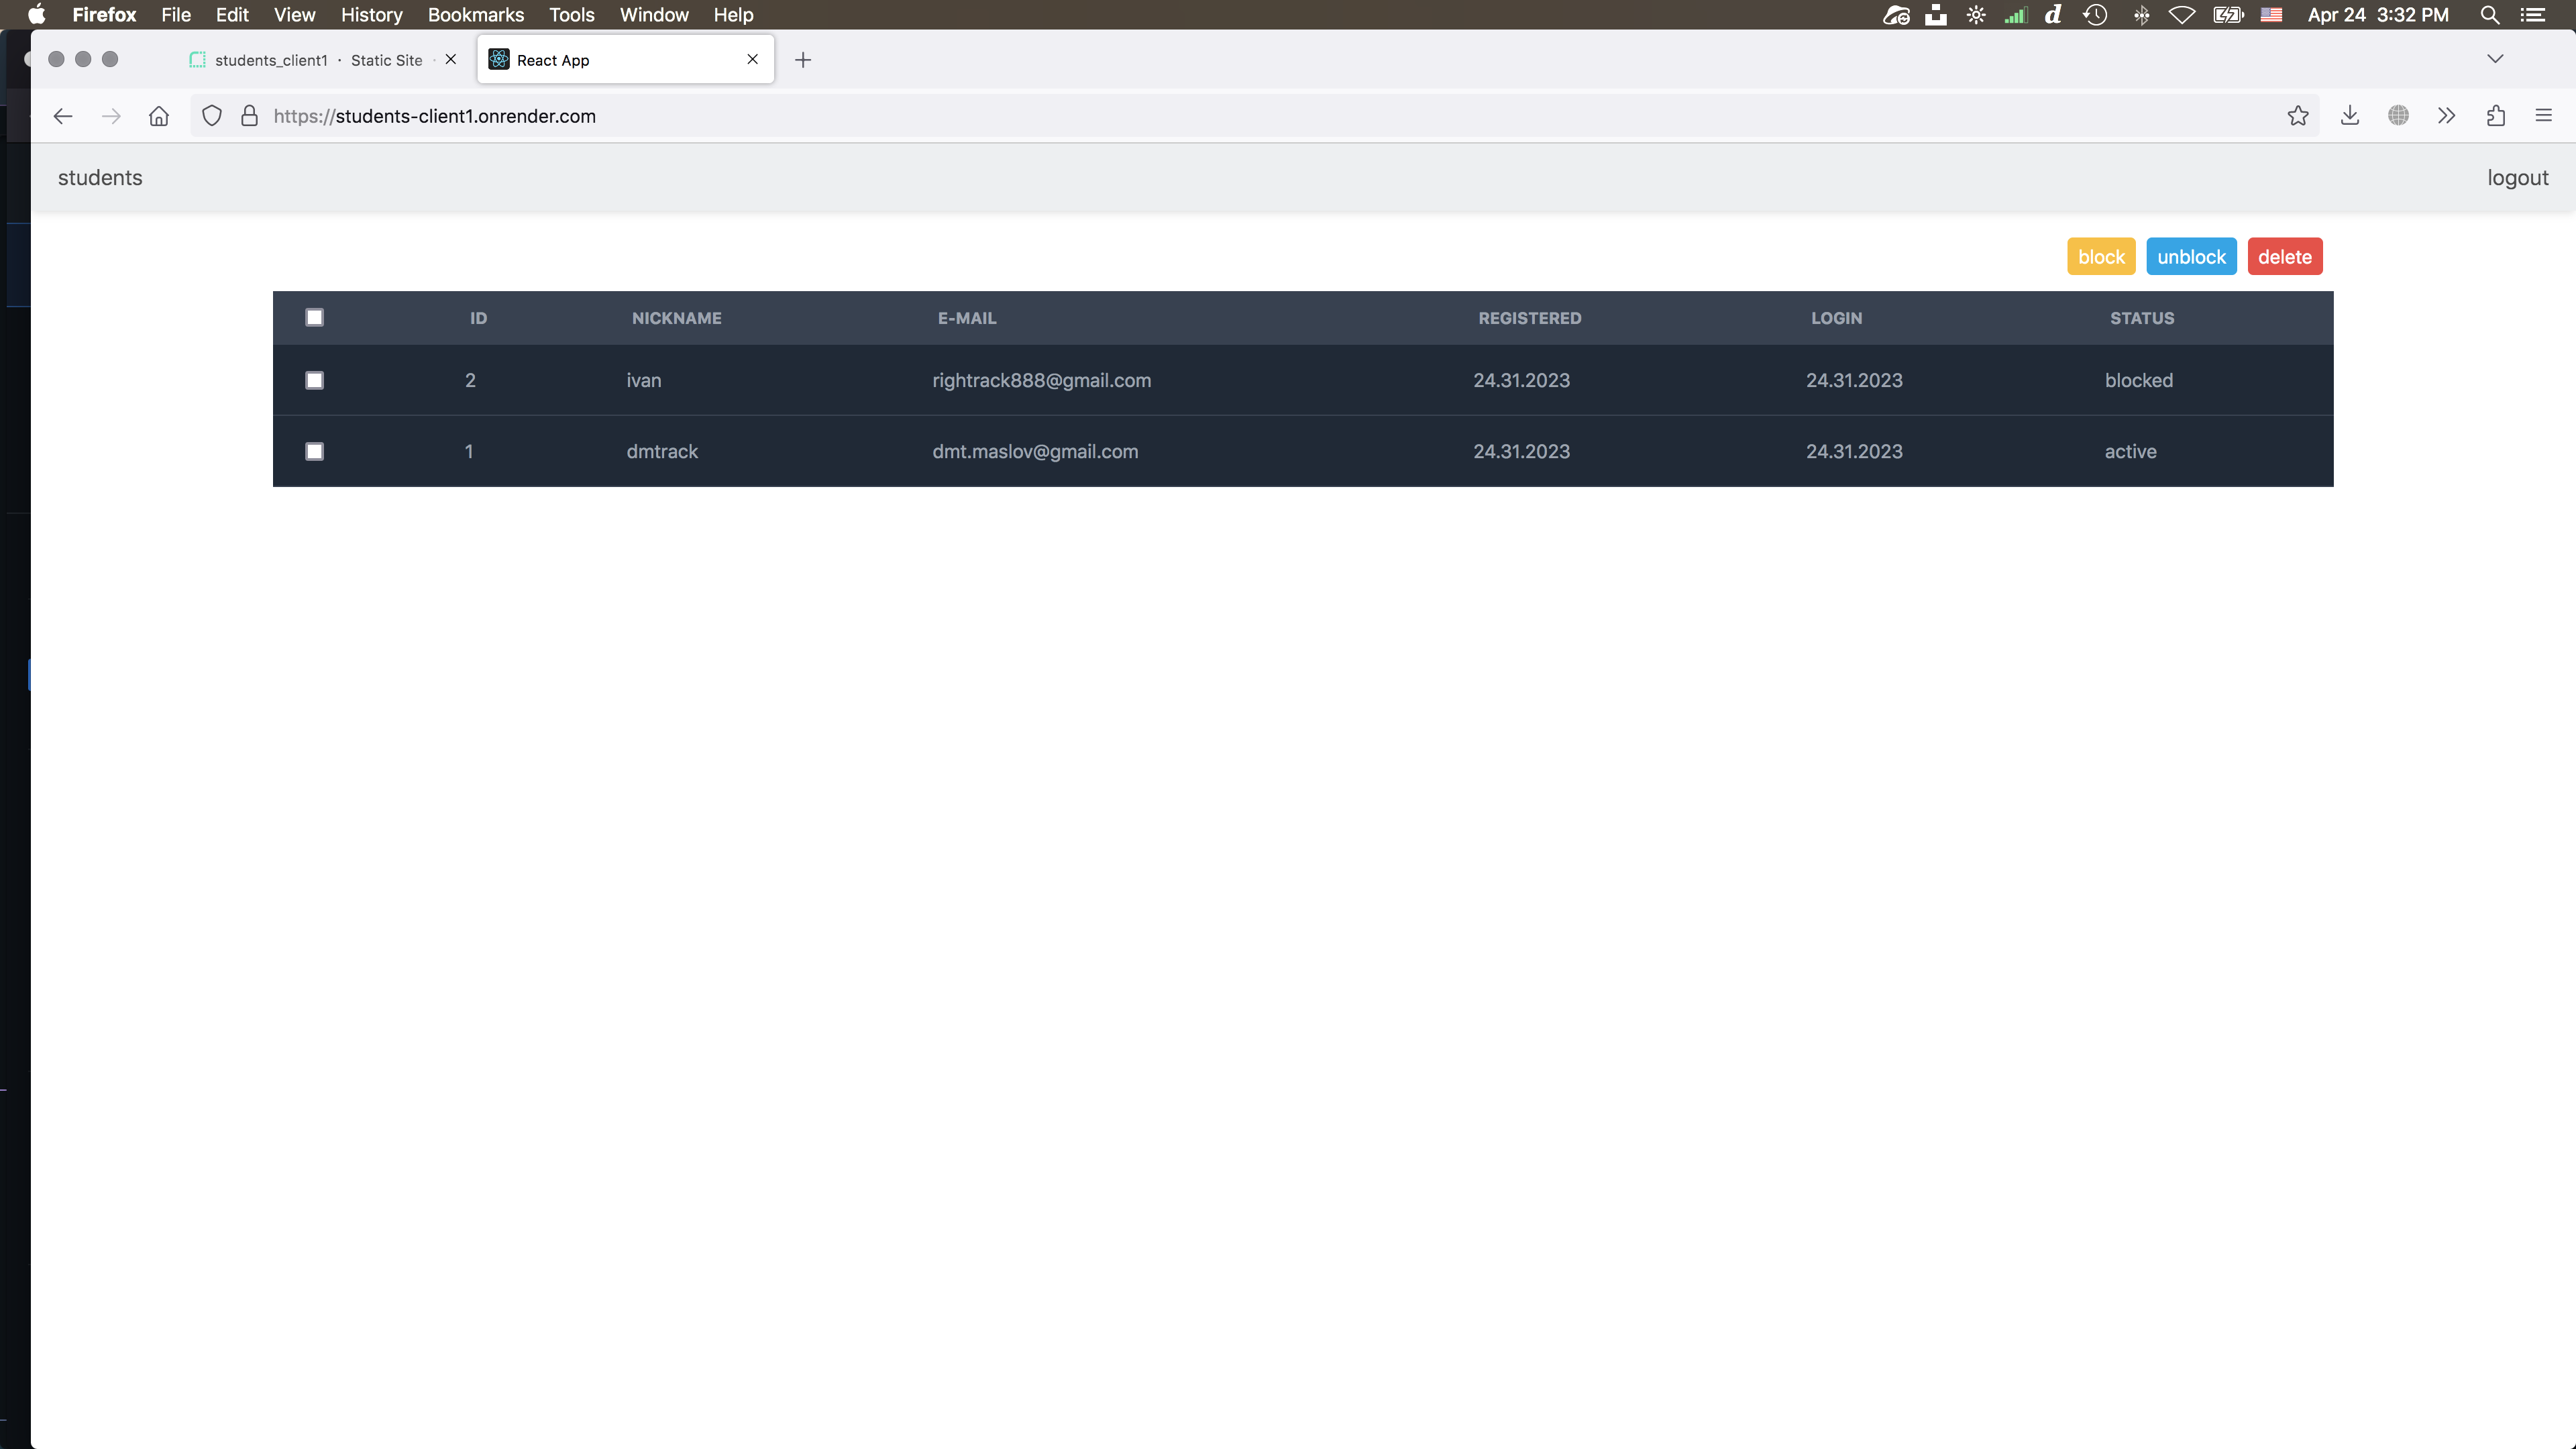 Firefox File Edit View History Bookmarks Tools Window Help d Apr 24 3:32 PM
students_client1 · Static Site · React App
https://students-client1.onrender.com
students logout
block unblock delete
ID NICKNAME E-MAIL REGISTERED LOGIN STATUS
2 ivan rightrack888@gmail.com 24.31.2023 24.31.2023 blocked
1 dmtrack dmt.maslov@gmail.com 24.31.2023 24.31.2023 active